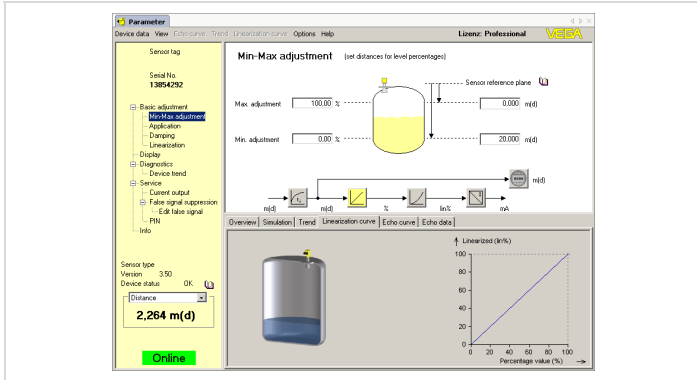 Parameter
Device data View Echo curve Trend Linearization curve Options Help Lizenz: Professional VEGA
Sensor tag
Serial No.
13854292
Basic adjustment
Min-Max adjustment
Application
Damping
Linearization
Display
Diagnostics
Device trend
Service
Current output
False signal suppression
Edit false signal
PIN
Info
Sensor type
Version 3.50
Device status OK
Distance
2,264 m(d)
Online
Min-Max adjustment (set distances for level percentages)
Sensor reference plane
Max. adjustment 100,00 % 0,000 m(d)
Min. adjustment 0,00 % 20,000 m(d)
m(d)
m(d) m(d) % lin% mA
Overview Simulation Trend Linearization curve Echo curve Echo data
Linearized (lin%)
100
80
60
40
20
0
0 20 40 60 80 100
Percentage value (%)